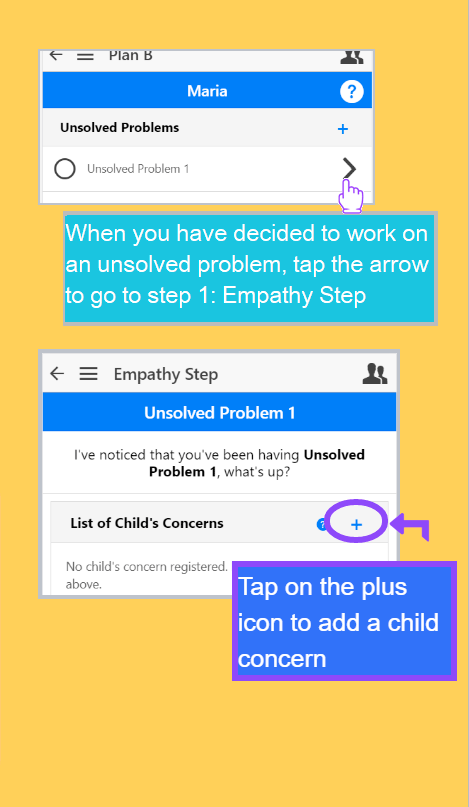 Plan B
Maria
?
Unsolved Problems +
Unsolved Problem 1
When you have decided to work on
an unsolved problem, tap the arrow
to go to step 1: Empathy Step
Empathy Step
Unsolved Problem 1
I've noticed that you've been having Unsolved
Problem 1, what's up?
List of Child's Concerns ? +
No child's concern registered.
above.
Tap on the plus
icon to add a child
concern